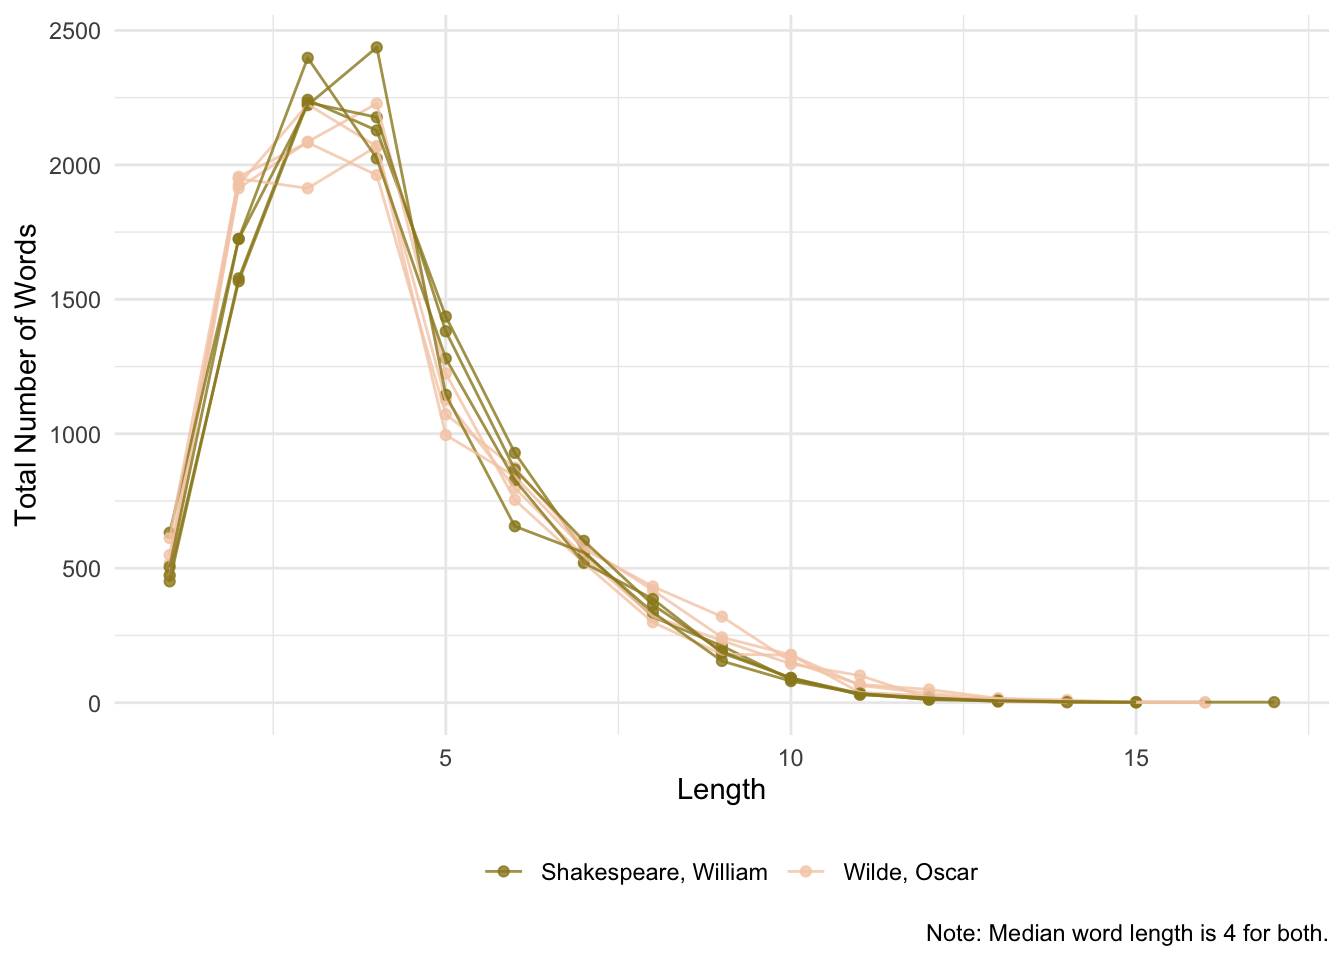 2500
2000
1500
1000
500
0
Total Number of Words
5 10 15
Length
Shakespeare, William Wilde, Oscar
Note: Median word length is 4 for both.